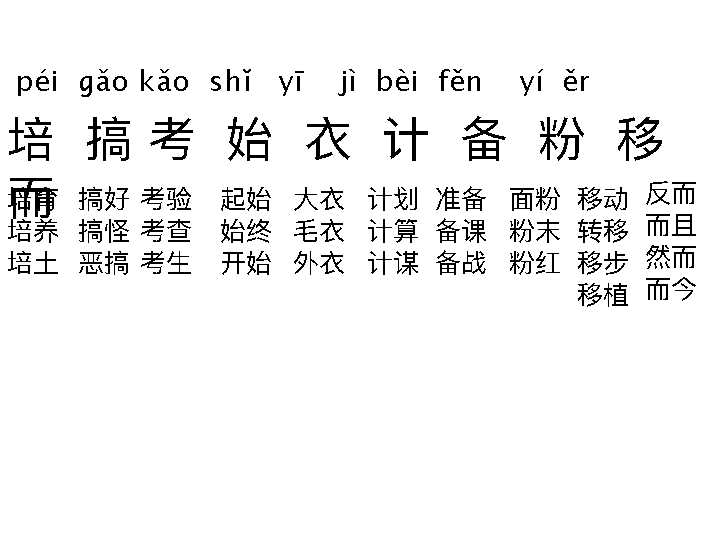 péi gǎo kǎo shǐ yī jì bèi fěn yí ěr
培 搞 考 始 衣 计 备 粉 移
而
培育 搞好 考验 起始 大衣 计划 准备 面粉 移动 反而
培养 搞怪 考查 始终 毛衣 计算 备课 粉末 转移 而且
培土 恶搞 考生 开始 外衣 计谋 备战 粉红 移步 然而
移植 而今